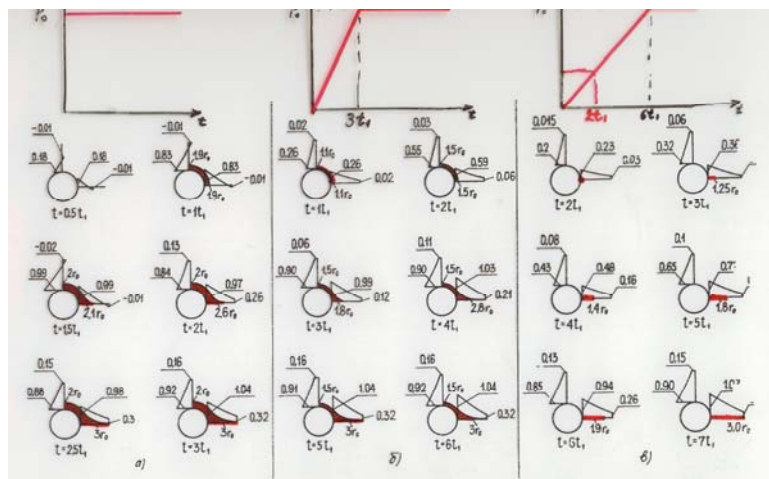 P₀
t
3t₁
2t₁
6t₁
-0.01
0.18
0.18
-0.01
t=0.5t₁
-0.01
0.83
1.9r₀
0.83
-0.01
1.9r₀
t=1t₁
-0.02
0.99
2r₀
0.99
-0.01
2.1r₀
t=1.5t₁
0.13
0.84
2r₀
0.97
0.26
2.6r₀
t=2t₁
0.15
0.88
2r₀
0.98
0.3
3r₀
t=2.5t₁
0.16
0.92
2r₀
1.04
0.32
3r₀
t=3t₁
а)
0.02
0.26
1.1r₀
0.26
0.02
1.1r₀
t=1t₁
0.03
0.55
1.5r₀
0.59
0.06
1.5r₀
t=2t₁
0.06
0.90
1.5r₀
0.99
0.12
1.8r₀
t=3t₁
0.11
0.90
1.5r₀
1.03
0.21
2.8r₀
t=4t₁
0.16
0.91
1.5r₀
1.04
0.32
3r₀
t=5t₁
0.16
0.92
1.5r₀
1.04
0.32
3r₀
t=6t₁
б)
0.015
0.2
0.23
0.03
t=2t₁
0.06
0.32
1.25r₀
t=3t₁
0.08
0.43
0.48
0.16
1.4r₀
t=4t₁
0.1
0.65
1.8r₀
t=5t₁
0.13
0.85
0.94
0.26
1.9r₀
t=6t₁
0.15
0.90
3.0r₀
t=7t₁
в)